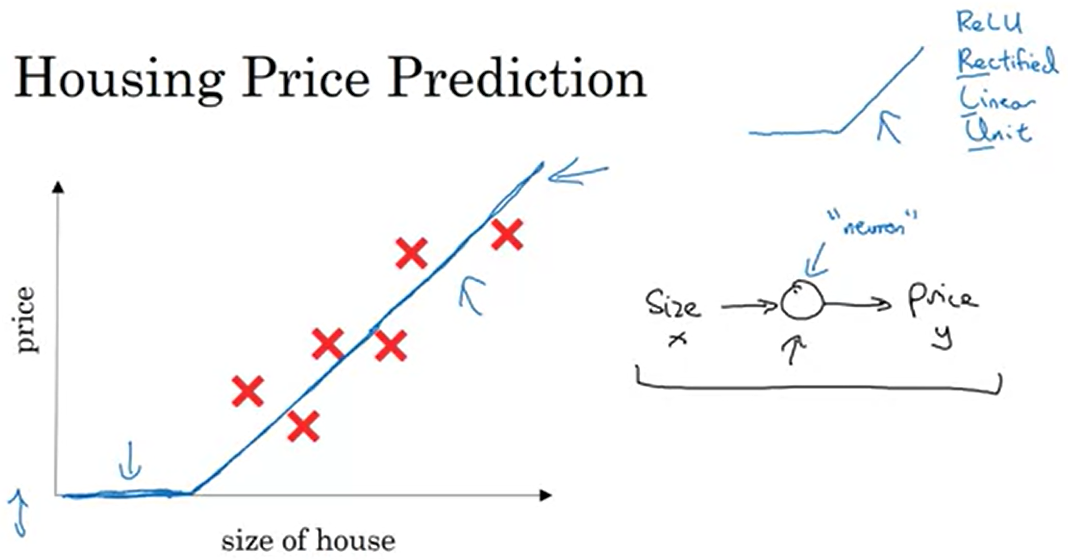 Housing Price Prediction
ReLU
Rectified
Linear
Unit
price
size of house
"neuron"
Size
x
Price
y